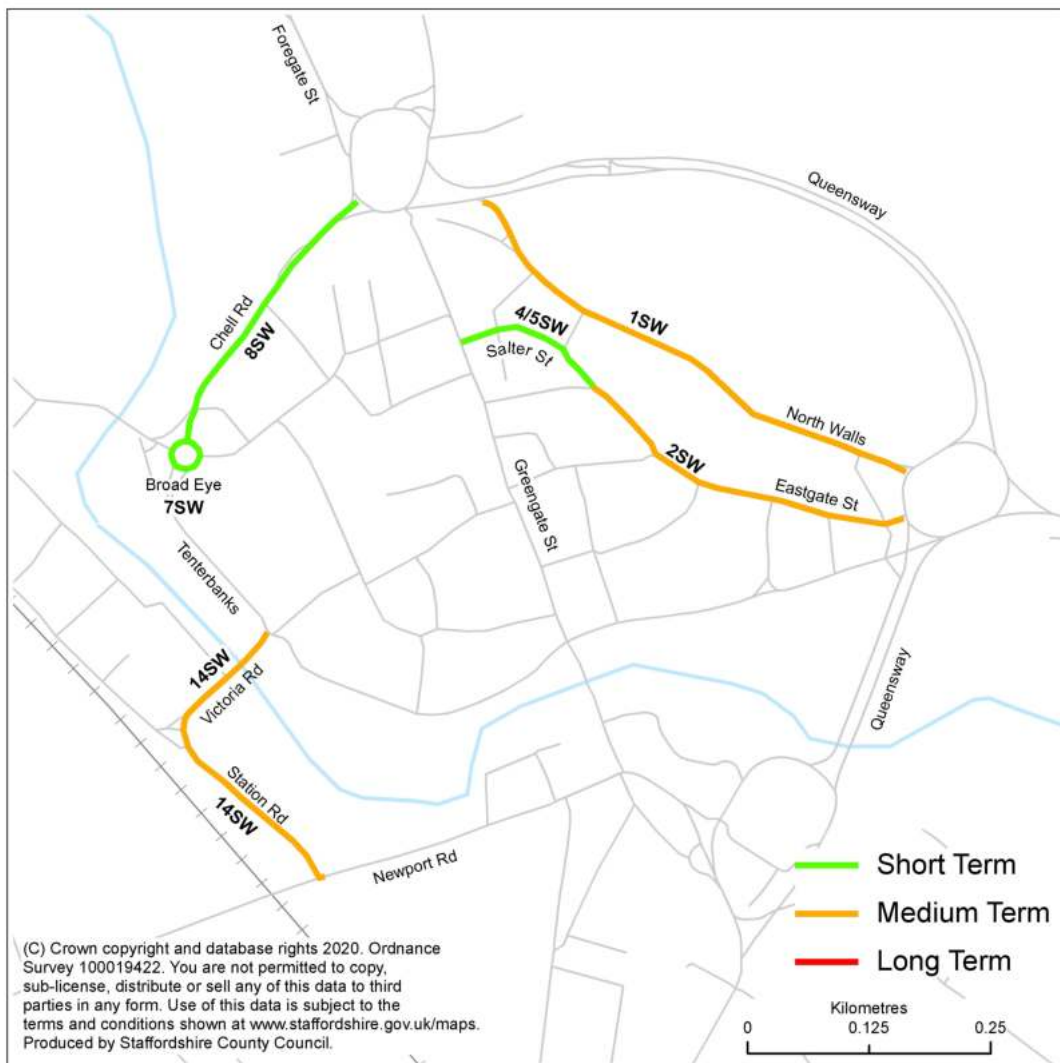 Foregate St
Queensway
Chell Rd
8SW
4/5SW
Salter St
1SW
North Walls
2SW
Eastgate St
Broad Eye
7SW
Greengate St
Tenterbanks
14SW
Victoria Rd
Queensway
Station Rd
14SW
Newport Rd
Short Term
Medium Term
Long Term
(C) Crown copyright and database rights 2020. Ordnance
Survey 100019422. You are not permitted to copy,
sub-license, distribute or sell any of this data to third
parties in any form. Use of this data is subject to the
terms and conditions shown at www.staffordshire.gov.uk/maps.
Produced by Staffordshire County Council.
Kilometres
0 0.125 0.25